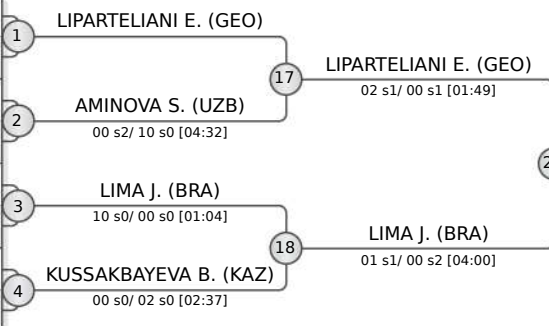 LIPARTELIANI E. (GEO)
1
17
LIPARTELIANI E. (GEO)
02 s1/ 00 s1 [01:49]
AMINOVA S. (UZB)
2
00 s2/ 10 s0 [04:32]
2
LIMA J. (BRA)
3
10 s0/ 00 s0 [01:04]
18
LIMA J. (BRA)
01 s1/ 00 s2 [04:00]
KUSSAKBAYEVA B. (KAZ)
4
00 s0/ 02 s0 [02:37]